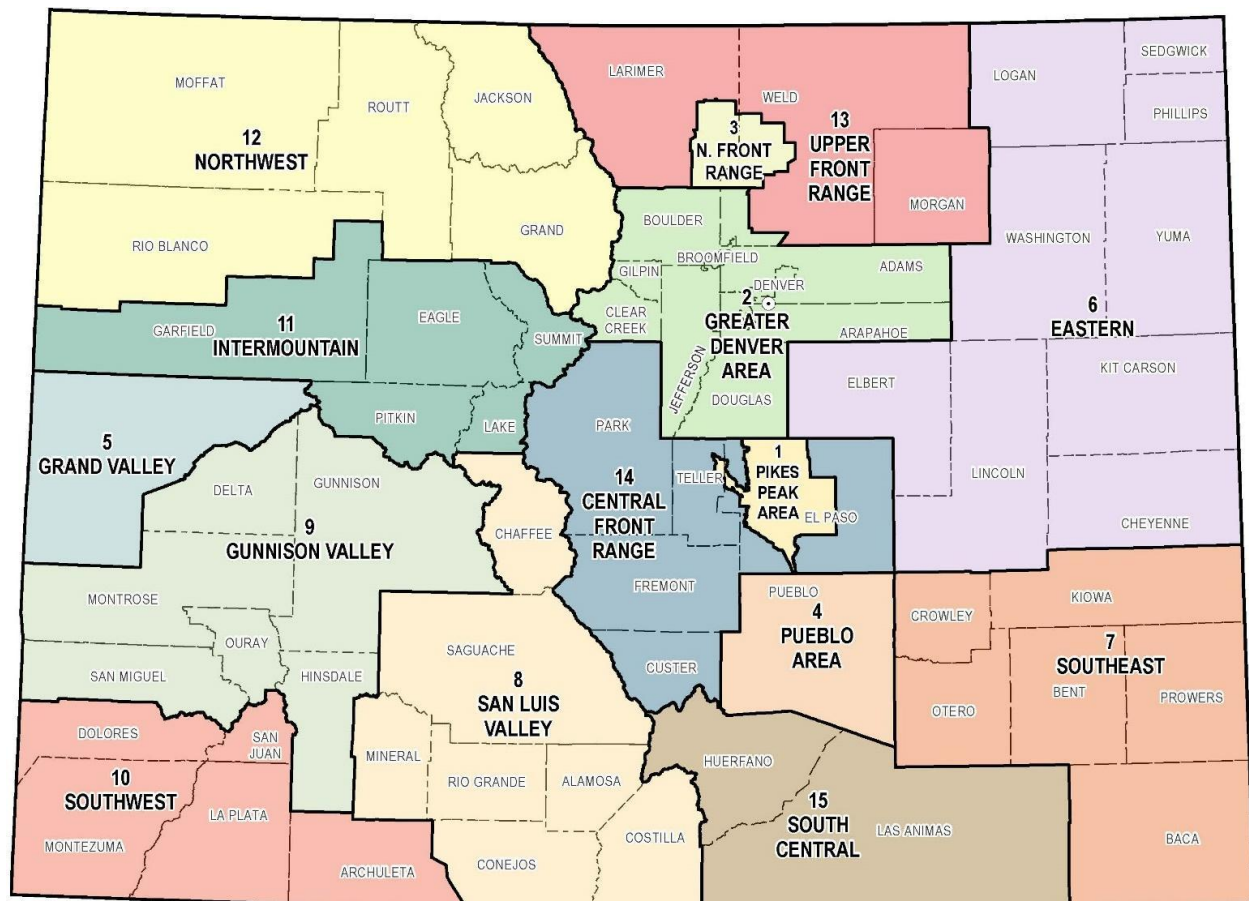 MOFFAT
ROUTT
JACKSON
12
NORTHWEST
RIO BLANCO
GRAND
LARIMER
WELD
3
N. FRONT
RANGE
13
UPPER
FRONT
RANGE
MORGAN
LOGAN
SEDGWICK
PHILLIPS
WASHINGTON
YUMA
6
EASTERN
ELBERT
KIT CARSON
LINCOLN
CHEYENNE
BOULDER
BROOMFIELD
GILPIN
DENVER
ADAMS
CLEAR
CREEK
2
GREATER
DENVER
AREA
ARAPAHOE
JEFFERSON
DOUGLAS
GARFIELD
11
INTERMOUNTAIN
EAGLE
SUMMIT
PITKIN
LAKE
5
GRAND VALLEY
DELTA
GUNNISON
9
GUNNISON VALLEY
MONTROSE
OURAY
SAN MIGUEL
HINSDALE
PARK
TELLER
14
CENTRAL
FRONT
RANGE
EL PASO
FREMONT
CUSTER
1
PIKES
PEAK
AREA
CHAFFEE
SAGUACHE
8
SAN LUIS
VALLEY
MINERAL
RIO GRANDE
ALAMOSA
CONEJOS
COSTILLA
PUEBLO
4
PUEBLO
AREA
CROWLEY
KIOWA
7
SOUTHEAST
OTERO
BENT
PROWERS
BACA
DOLORES
SAN
JUAN
10
SOUTHWEST
MONTEZUMA
LA PLATA
ARCHULETA
HUERFANO
15
SOUTH
CENTRAL
LAS ANIMAS